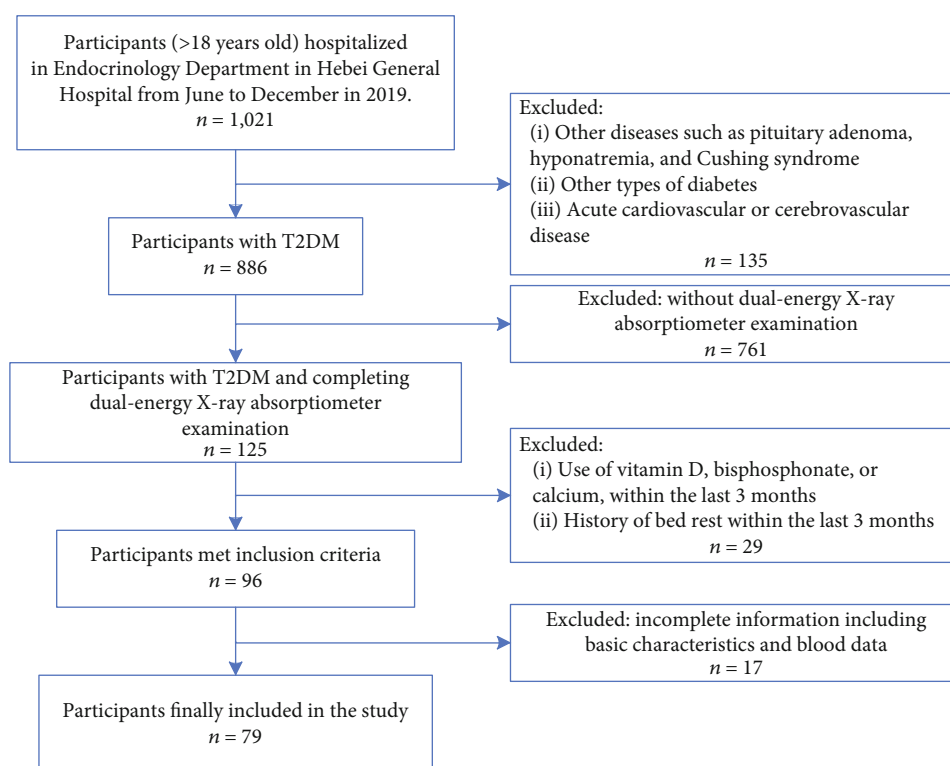 Participants (>18 years old) hospitalized
in Endocrinology Department in Hebei General
Hospital from June to December in 2019.
n = 1,021
Excluded:
(i) Other diseases such as pituitary adenoma,
hyponatremia, and Cushing syndrome
(ii) Other types of diabetes
(iii) Acute cardiovascular or cerebrovascular
disease
n = 135
Participants with T2DM
n = 886
Excluded: without dual-energy X-ray
absorptiometer examination
n = 761
Participants with T2DM and completing
dual-energy X-ray absorptiometer
examination
n = 125
Excluded:
(i) Use of vitamin D, bisphosphonate, or
calcium, within the last 3 months
(ii) History of bed rest within the last 3 months
n = 29
Participants met inclusion criteria
n = 96
Excluded: incomplete information including
basic characteristics and blood data
n = 17
Participants finally included in the study
n = 79